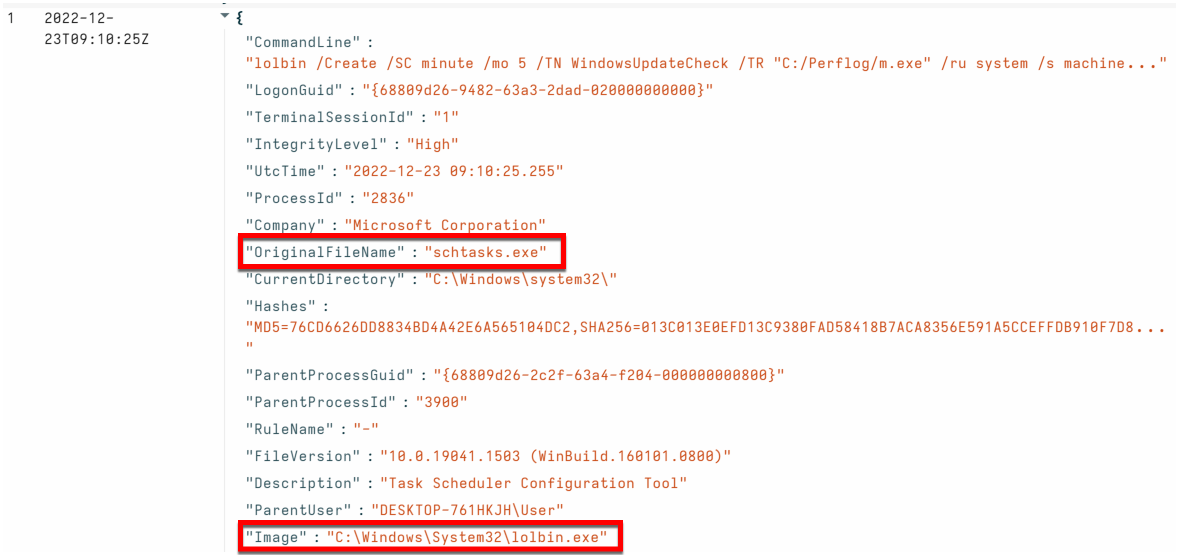 1 2022-12- {
23T09:10:25Z
"CommandLine" :
"lolbin /Create /SC minute /mo 5 /TN WindowsUpdateCheck /TR "C:/Perflog/m.exe" /ru system /s machine..."
"LogonGuid" : "{68809d26-9482-63a3-2dad-020000000000}"
"TerminalSessionId" : "1"
"IntegrityLevel" : "High"
"UtcTime" : "2022-12-23 09:10:25.255"
"ProcessId" : "2836"
"Company" : "Microsoft Corporation"
"OriginalFileName" : "schtasks.exe"
"CurrentDirectory" : "C:\Windows\system32\"
"Hashes" :
"MD5=76CD6626DD8834BD4A42E6A565104DC2,SHA256=013C013E0EFD13C9380FAD58418B7ACA8356E591A5CCEFFDB910F7D8...
"
"ParentProcessGuid" : "{68809d26-2c2f-63a4-f204-000000000800}"
"ParentProcessId" : "3900"
"RuleName" : "-"
"FileVersion" : "10.0.19041.1503 (WinBuild.160101.0800)"
"Description" : "Task Scheduler Configuration Tool"
"ParentUser" : "DESKTOP-761HKJH\User"
"Image" : "C:\Windows\System32\lolbin.exe"